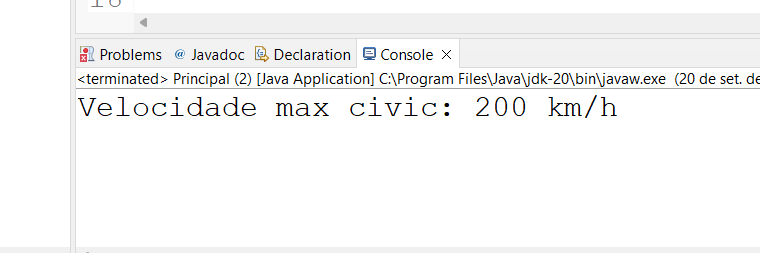 16
Problems @ Javadoc Declaration Console
<terminated> Principal (2) [Java Application] C:\Program Files\Java\jdk-20\bin\javaw.exe (20 de set. de
Velocidade max civic: 200 km/h